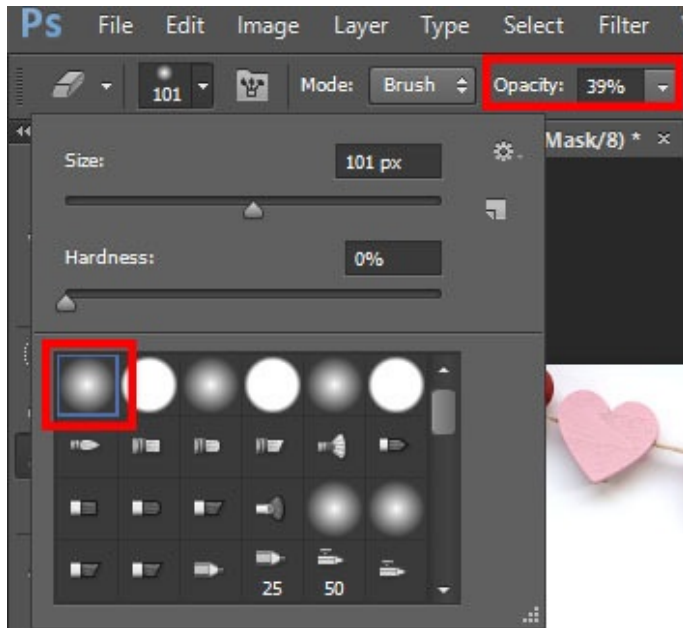 Ps File Edit Image Layer Type Select Filter
101 Mode: Brush Opacity: 39%
Mask/8) * ×
Size: 101 px
Hardness: 0%
25 50